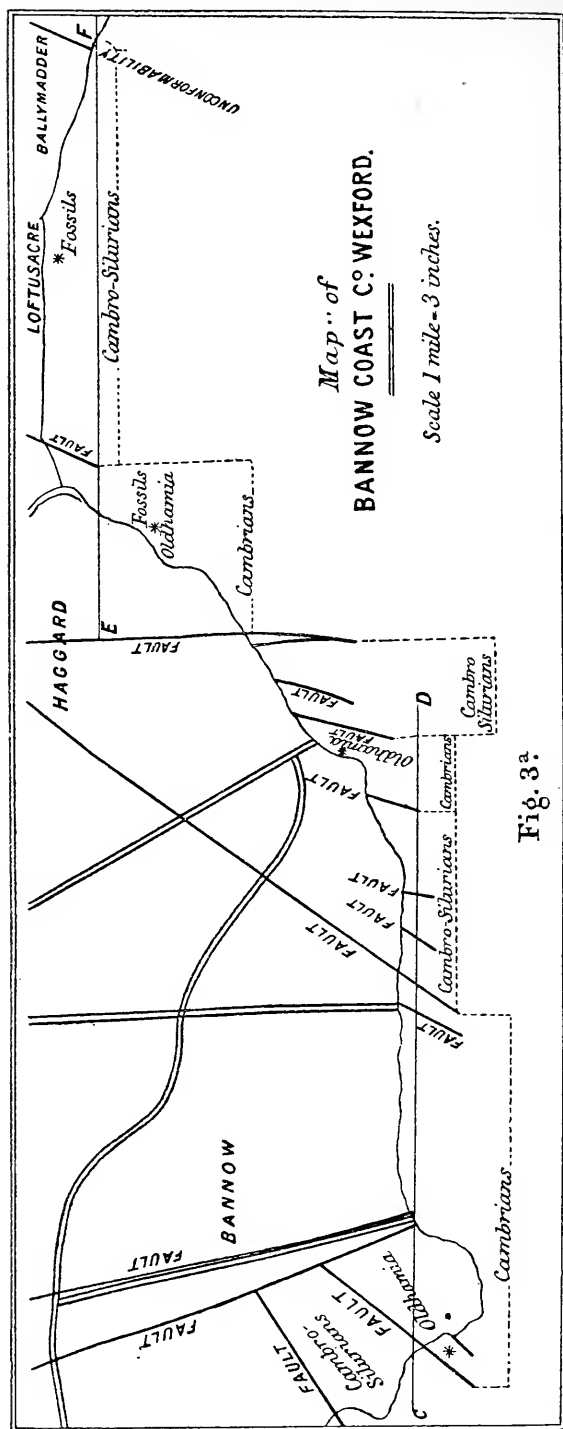 Map of
BANNOW COAST C.º WEXFORD.
Scale 1 mile = 3 inches.
Fig. 3ª.
C
FAULT
Cambro-
Silurians
FAULT
FAULT
Oldhamia
FAULT
BANNOW
Cambrians
FAULT
FAULT
FAULT
FAULT
Cambro-Silurians
FAULT
Oldhamia
FAULT
Cambrians
FAULT
D
Cambro
Silurians
HAGGARD
E
FAULT
Cambrians
Fossils
Oldhamia
FAULT
LOFTUSACRE
Fossils
Cambro-Silurians
BALLYMADDER
F
UNCONFORMABILITY